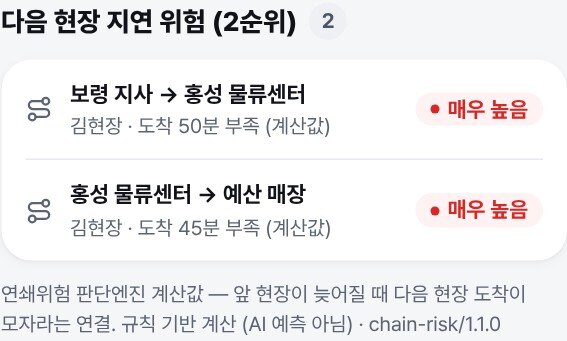 다음 현장 지연 위험 (2순위) 2
보령 지사 → 홍성 물류센터
김현장 · 도착 50분 부족 (계산값)
매우 높음
홍성 물류센터 → 예산 매장
김현장 · 도착 45분 부족 (계산값)
매우 높음
연쇄위험 판단엔진 계산값 — 앞 현장이 늦어질 때 다음 현장 도착이
모자라는 연결. 규칙 기반 계산 (AI 예측 아님) · chain-risk/1.1.0